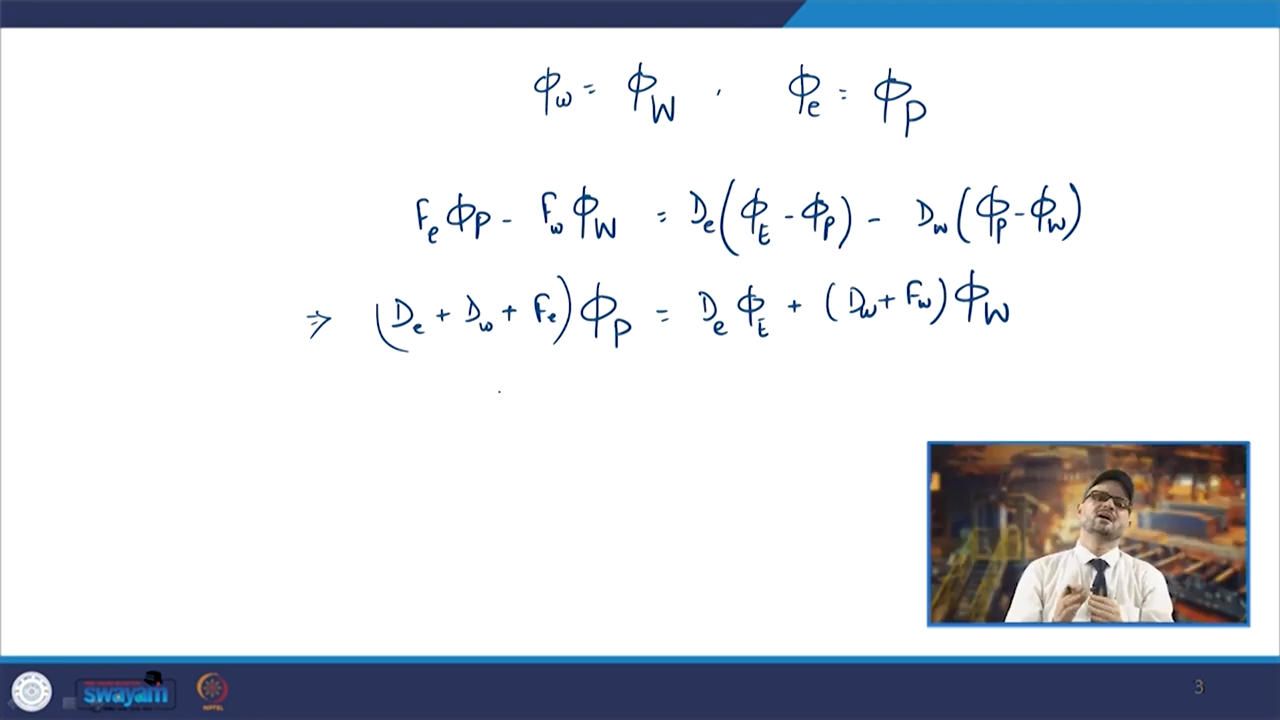 ϕw = ϕW , ϕe = ϕP
Fe ϕP - Fw ϕW = De (ϕE - ϕP) - Dw (ϕP - ϕW)
⇒ (De + Dw + Fe) ϕP = De ϕE + (Dw + Fw) ϕW
swayam
NPTEL
3